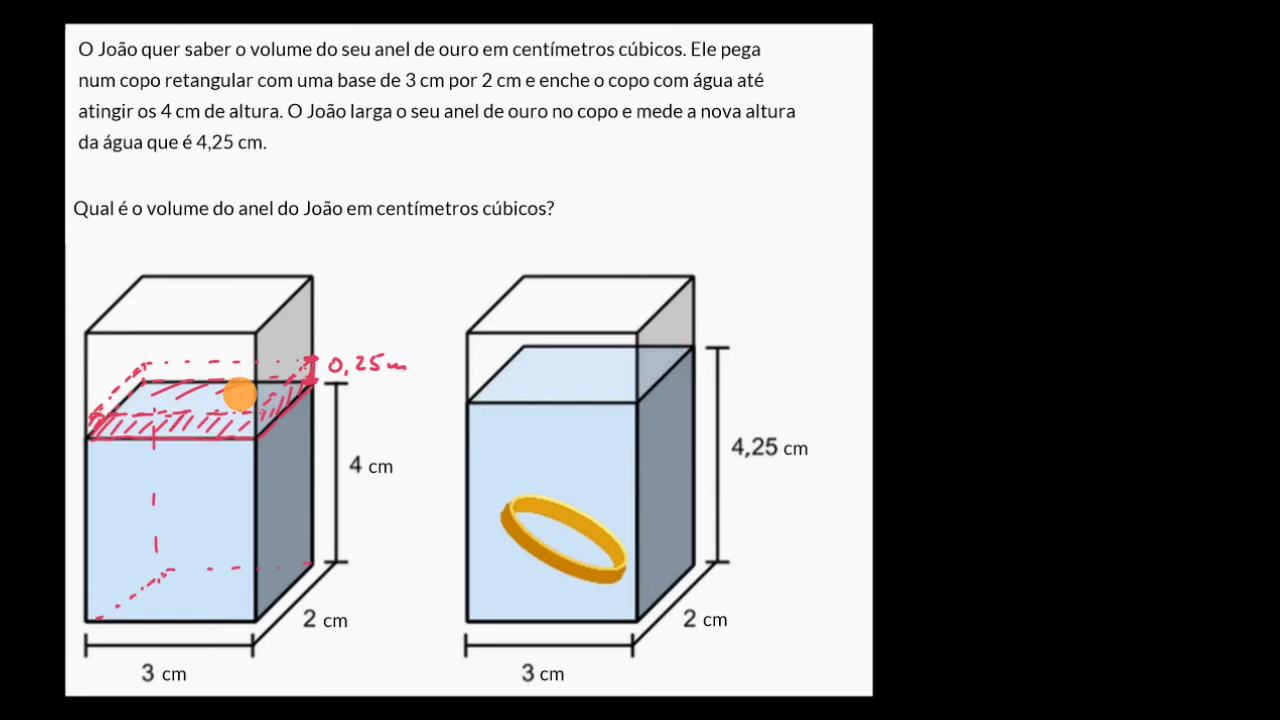 O João quer saber o volume do seu anel de ouro em centímetros cúbicos. Ele pega
num copo retangular com uma base de 3 cm por 2 cm e enche o copo com água até
atingir os 4 cm de altura. O João larga o seu anel de ouro no copo e mede a nova altura
da água que é 4,25 cm.
Qual é o volume do anel do João em centímetros cúbicos?
0,25 m
4 cm
4,25 cm
2 cm
2 cm
3 cm
3 cm